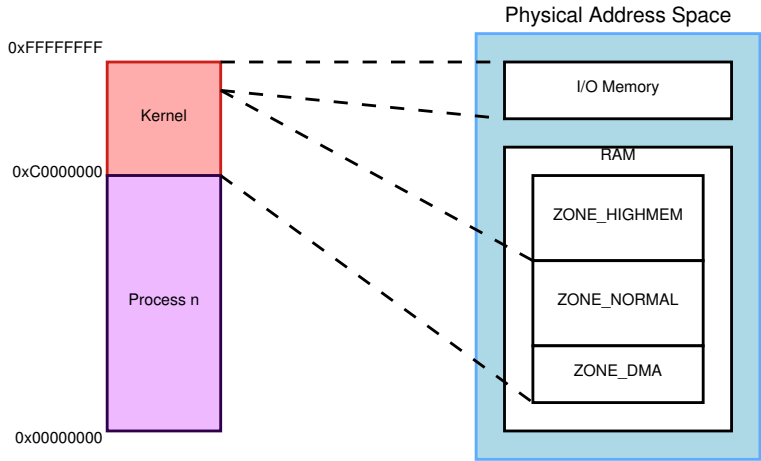 Physical Address Space
0xFFFFFFFF
I/O Memory
Kernel
RAM
0xC0000000
ZONE_HIGHMEM
Process n
ZONE_NORMAL
ZONE_DMA
0x00000000